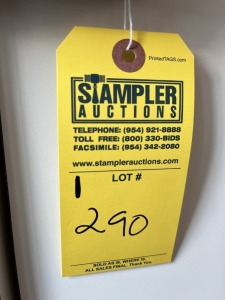 PrintedTAGS.com
STAMPLER
AUCTIONS
TELEPHONE: (954) 921-8888
TOLL FREE: (800) 330-BIDS
FACSIMILE: (954) 342-2080
www.stamplerauctions.com
LOT #
1
290
SOLD AS IS, WHERE IS,
ALL SALES FINAL. Thank You